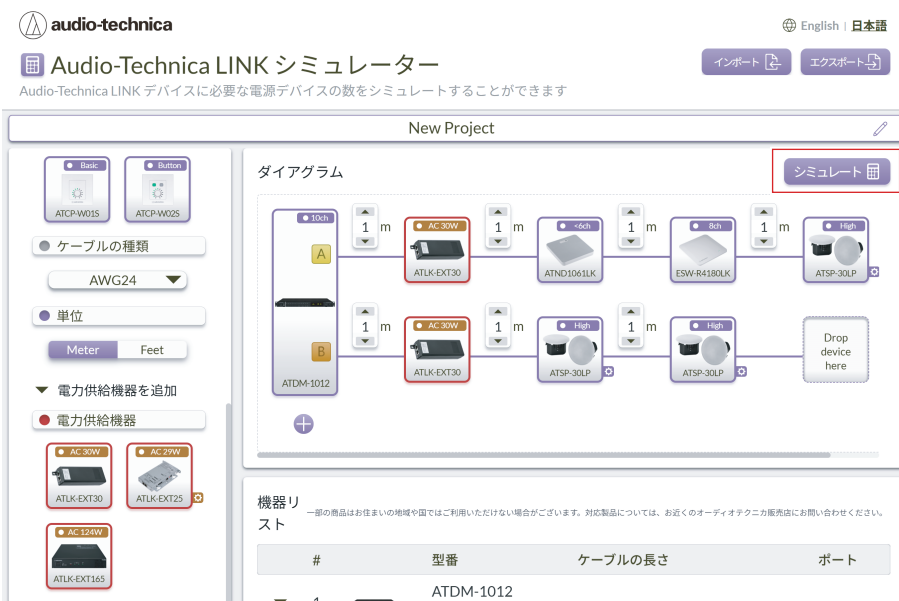 audio-technica
English | 日本語
Audio-Technica LINK シミュレーター
インポート
エクスポート
Audio-Technica LINK デバイスに必要な電源デバイスの数をシミュレートすることができます
New Project
Basic
Button
ATCP-W01S
ATCP-W02S
ケーブルの種類
AWG24
単位
Meter
Feet
電力供給機器を追加
電力供給機器
AC 30W
AC 29W
ATLK-EXT30
ATLK-EXT25
AC 124W
ATLK-EXT165
ダイアグラム
シミュレート
10ch
A
B
ATDM-1012
1 m
AC 30W
ATLK-EXT30
1 m
<6ch
ATND1061LK
1 m
8ch
ESW-R4180LK
1 m
High
ATSP-30LP
1 m
AC 30W
ATLK-EXT30
1 m
High
ATSP-30LP
1 m
High
ATSP-30LP
Drop
device
here
機器リ
スト
一部の商品はお住まいの地域や国ではご利用いただけない場合がございます。対応製品については、お近くのオーディオテクニカ販売店にお問い合わせください。
#
型番
ケーブルの長さ
ポート
1
ATDM-1012